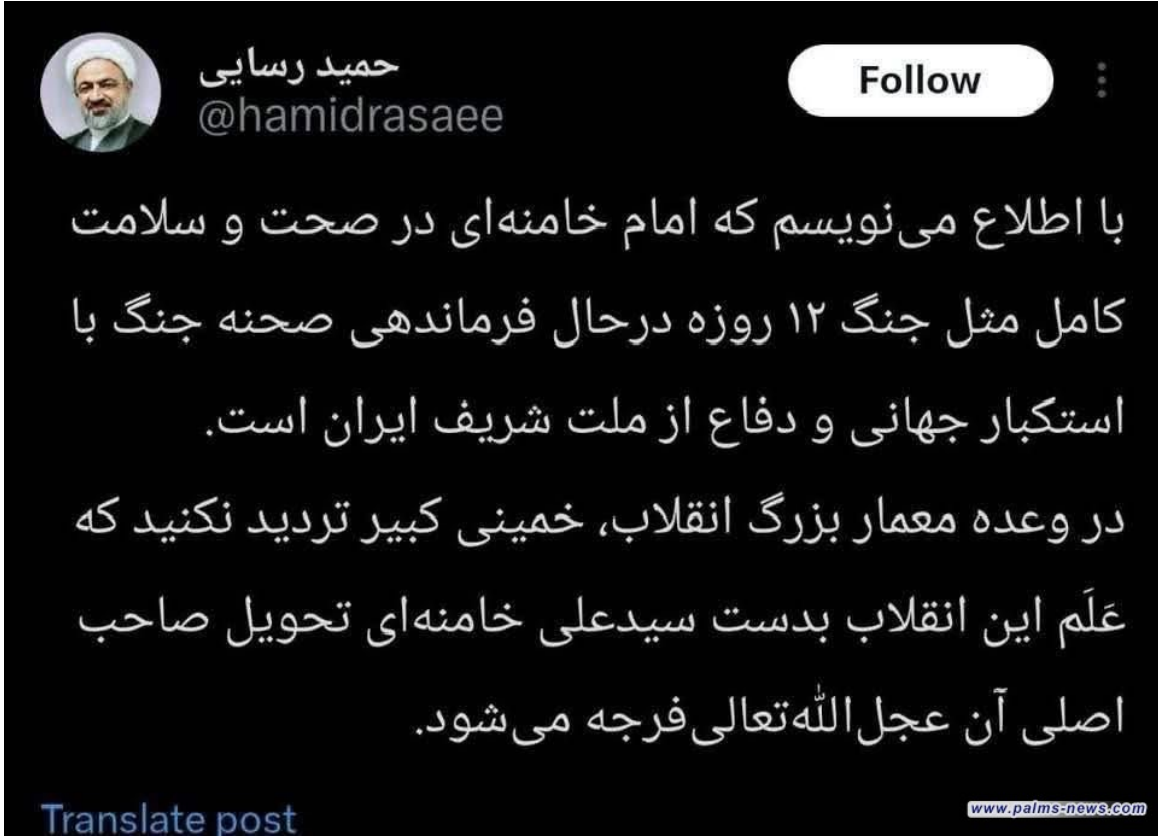 حمید رسایی
@hamidrasaee
Follow
با اطلاع می‌نویسم که امام خامنه‌ای در صحت و سلامت
کامل مثل جنگ ۱۲ روزه درحال فرماندهی صحنه جنگ با
استکبار جهانی و دفاع از ملت شریف ایران است.
در وعده معمار بزرگ انقلاب، خمینی کبیر تردید نکنید که
عَلَم این انقلاب بدست سیدعلی خامنه‌ای تحویل صاحب
اصلی آن عجل‌الله‌تعالی‌فرجه می‌شود.
Translate post
www.palms-news.com